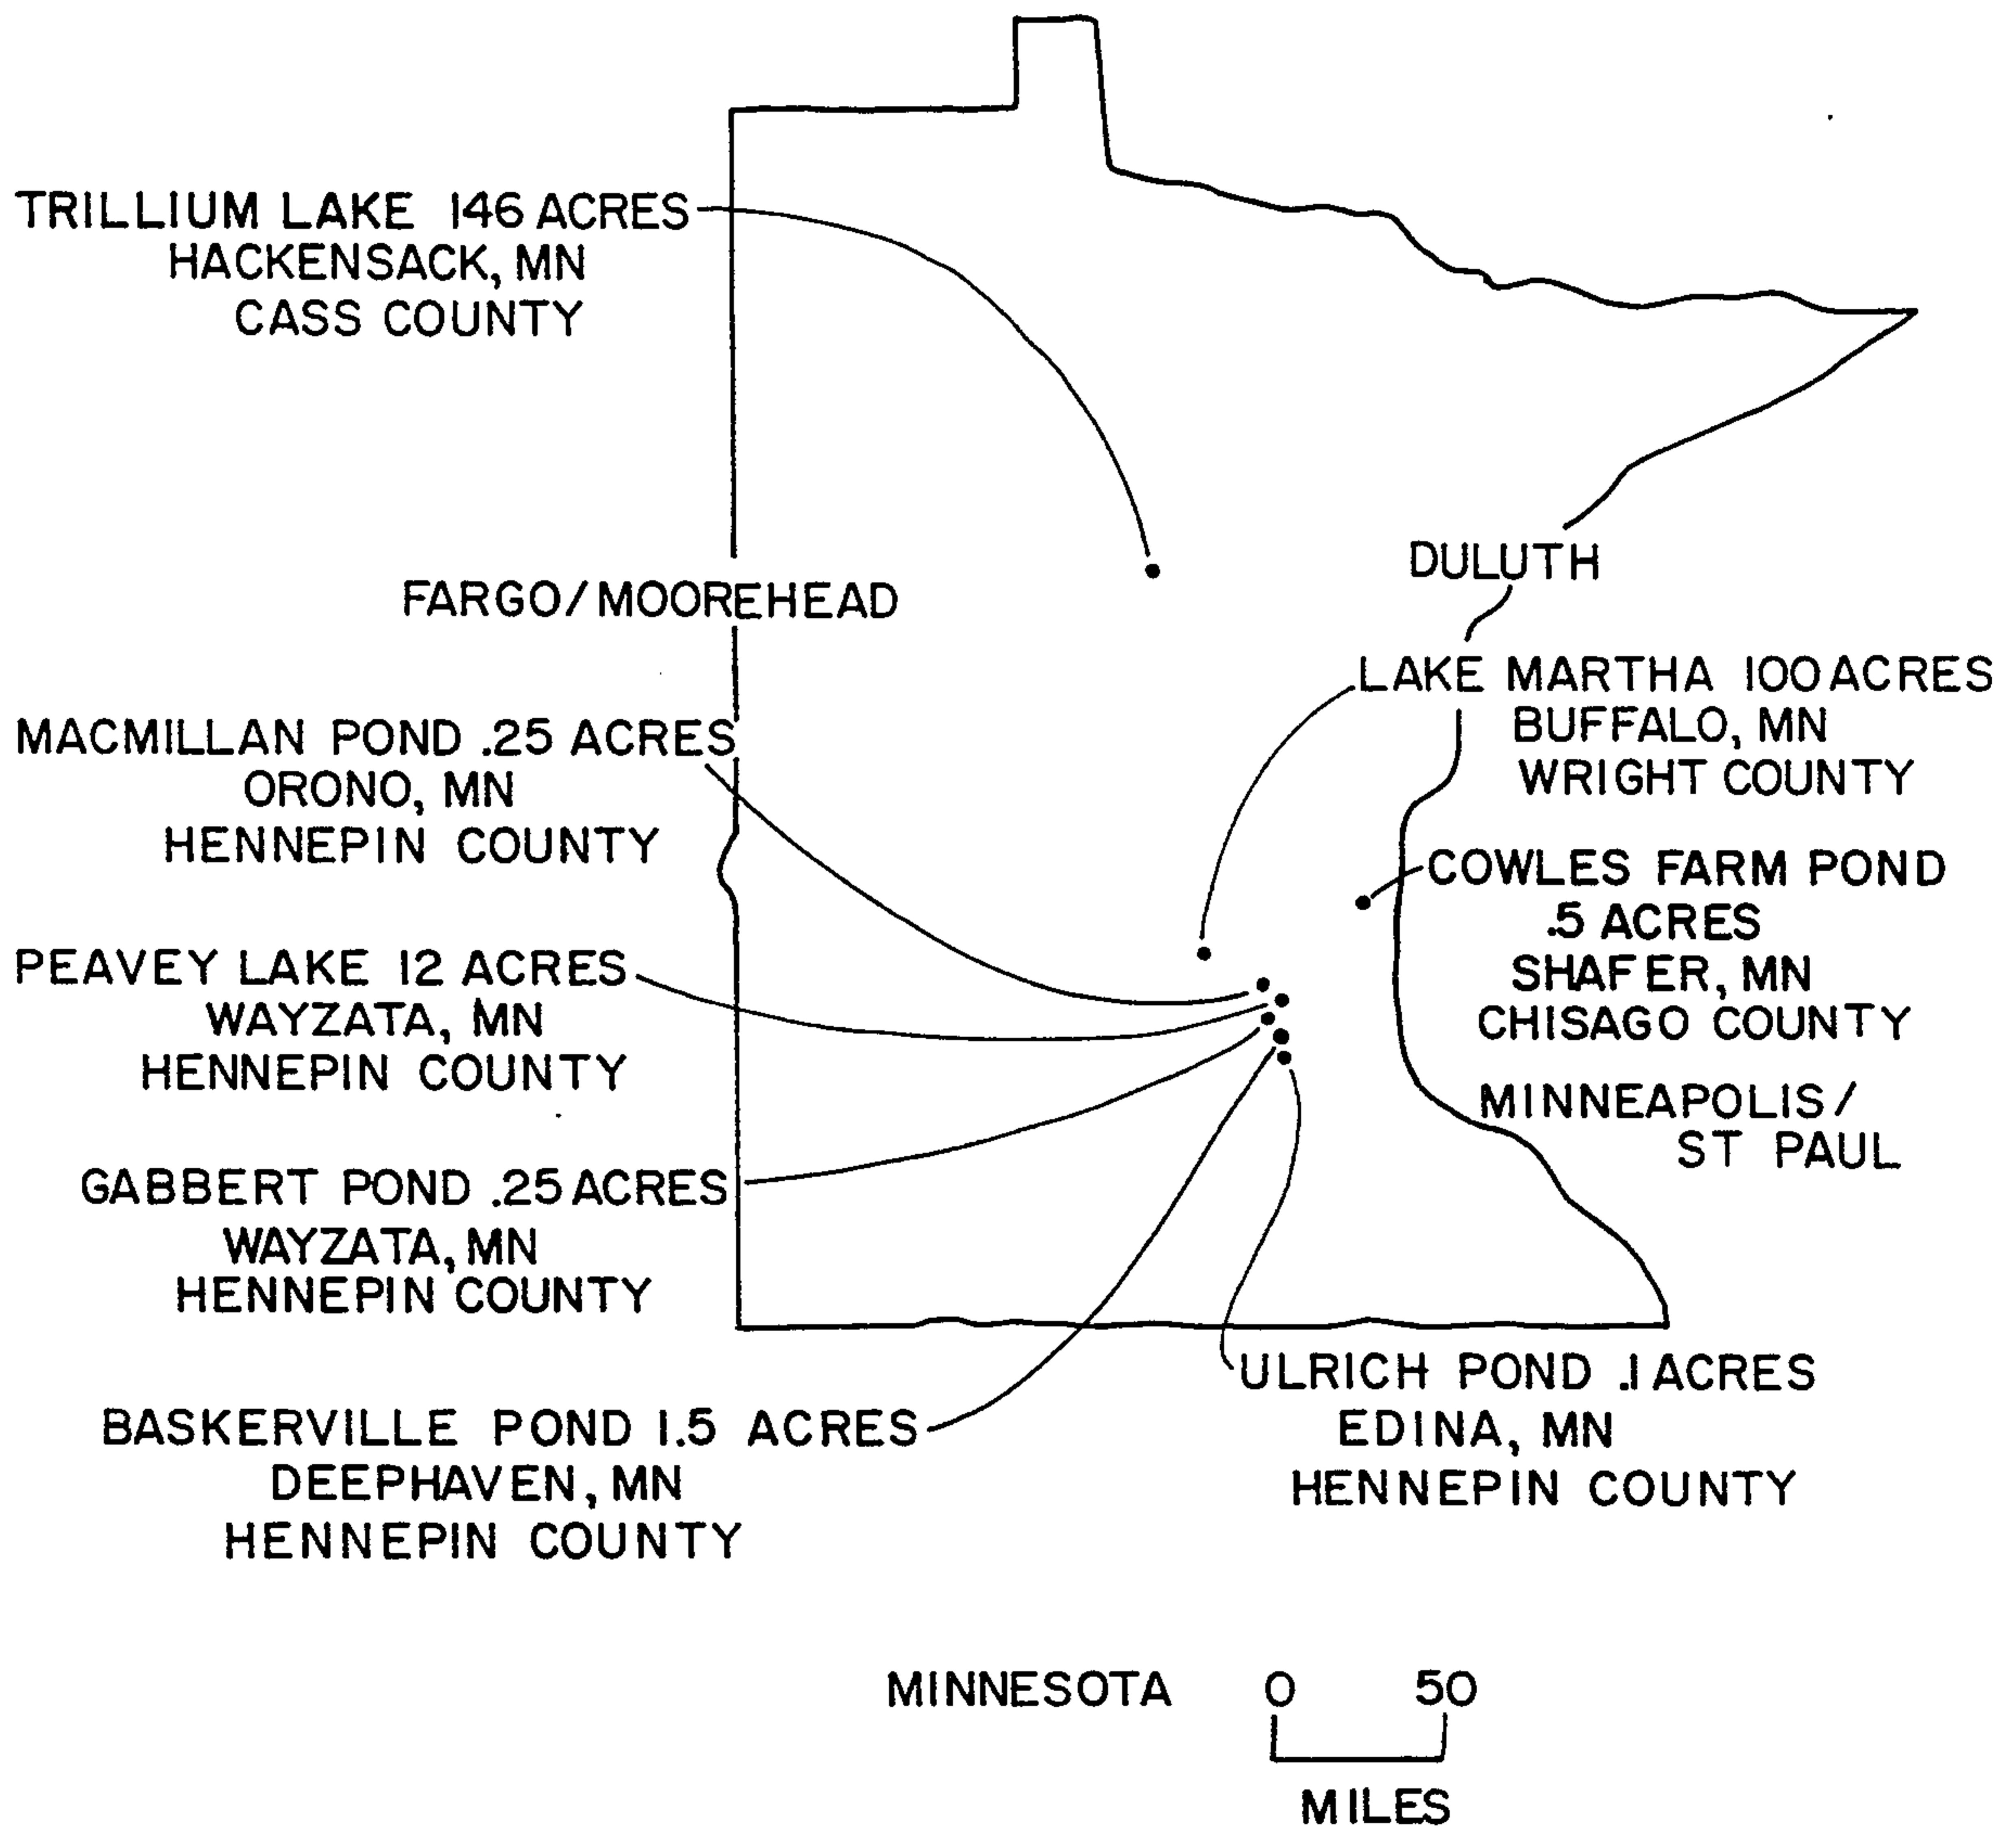 TRILLIUM LAKE 146 ACRES
HACKENSACK, MN
CASS COUNTY
DULUTH
FARGO/MOOREHEAD
LAKE MARTHA 100 ACRES
BUFFALO, MN
WRIGHT COUNTY
MACMILLAN POND .25 ACRES
ORONO, MN
HENNEPIN COUNTY
COWLES FARM POND
.5 ACRES
SHAFER, MN
CHISAGO COUNTY
PEAVEY LAKE 12 ACRES
WAYZATA, MN
HENNEPIN COUNTY
MINNEAPOLIS/
ST PAUL
GABBERT POND .25 ACRES
WAYZATA, MN
HENNEPIN COUNTY
ULRICH POND .1 ACRES
EDINA, MN
HENNEPIN COUNTY
BASKERVILLE POND 1.5 ACRES
DEEPHAVEN, MN
HENNEPIN COUNTY
MINNESOTA 0 50
MILES